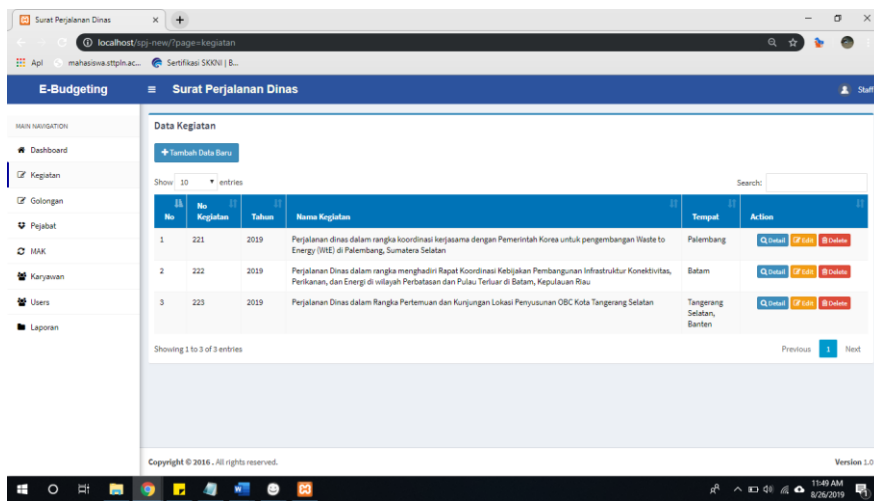 Surat Perjalanan Dinas
localhost/spj-new/?page=kegiatan
Apl mahasiswa.sttpln.ac... Sertifikasi SKKNI | B...
E-Budgeting Surat Perjalanan Dinas Staff
MAIN NAVIGATION
Dashboard
Kegiatan
Golongan
Pejabat
MAK
Karyawan
Users
Laporan
Data Kegiatan
Tambah Data Baru
Show 10 entries Search:
No No Kegiatan Tahun Nama Kegiatan Tempat Action
1 221 2019 Perjalanan dinas dalam rangka koordinasi kerjasama dengan Pemerintah Korea untuk pengembangan Waste to Palembang Detail Edit Delete
Energy (WtE) di Palembang, Sumatera Selatan
2 222 2019 Perjalanan Dinas dalam rangka menghadiri Rapat Koordinasi Kebijakan Pembangunan Infrastruktur Konektivitas, Batam Detail Edit Delete
Perikanan, dan Energi di wilayah Perbatasan dan Pulau Terluar di Batam, Kepulauan Riau
3 223 2019 Perjalanan Dinas dalam Rangka Pertemuan dan Kunjungan Lokasi Penyusunan OBC Kota Tangerang Selatan Tangerang Detail Edit Delete
Selatan,
Banten
Showing 1 to 3 of 3 entries Previous 1 Next
Copyright © 2016 . All rights reserved. Version 1.0
11:49 AM
8/26/2019